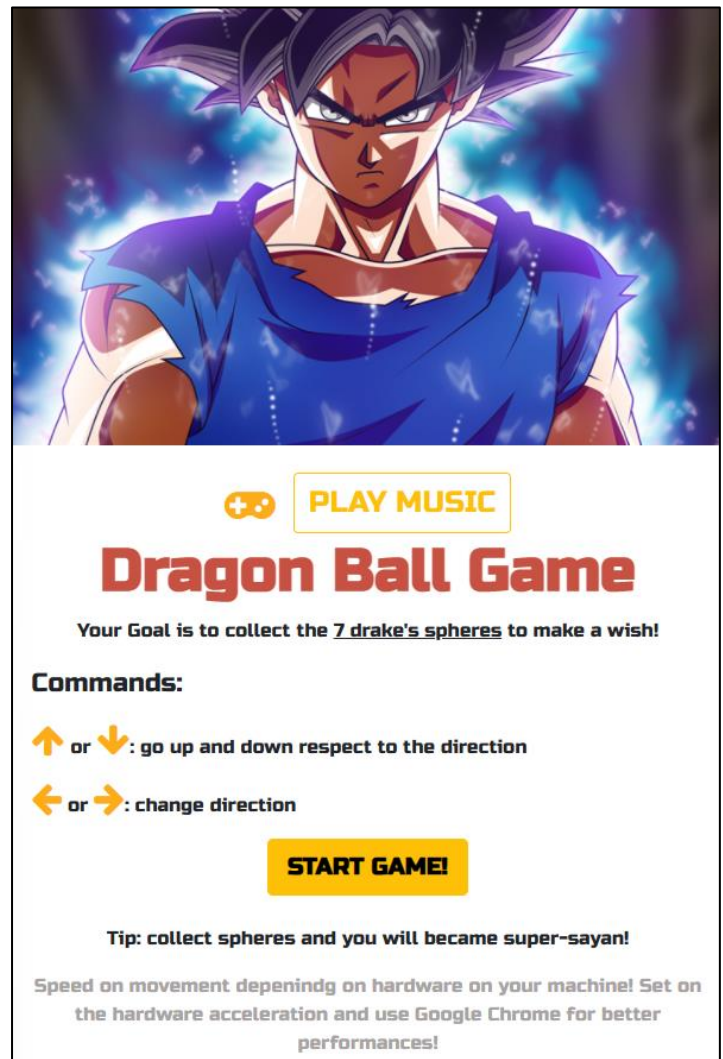 PLAY MUSIC
Dragon Ball Game
Your Goal is to collect the 7 drake's spheres to make a wish!
Commands:
or : go up and down respect to the direction
or : change direction
START GAME!
Tip: collect spheres and you will became super-sayan!
Speed on movement depenindg on hardware on your machine! Set on
the hardware acceleration and use Google Chrome for better
performances!